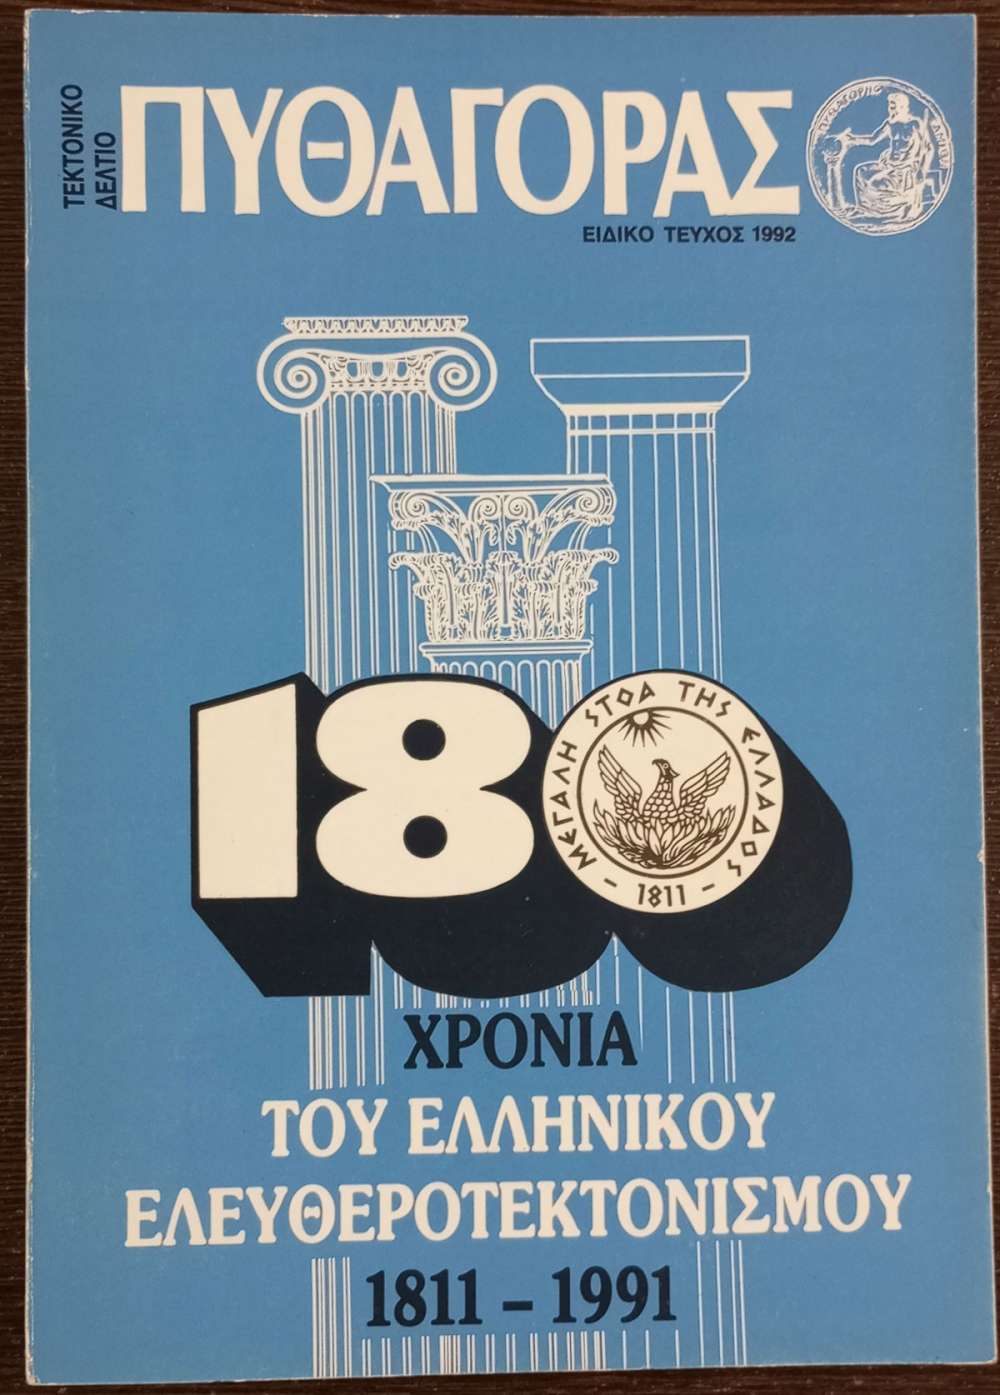 ΤΕΚΤΟΝΙΚΟ
ΔΕΛΤΙΟ
ΠΥΘΑΓΟΡΑΣ
ΕΙΔΙΚΟ ΤΕΥΧΟΣ 1992
180
ΜΕΓΑΛΗ ΣΤΟΑ ΤΗΣ ΕΛΛΑΔΟΣ
- 1811 -
ΧΡΟΝΙΑ
ΤΟΥ ΕΛΛΗΝΙΚΟΥ
ΕΛΕΥΘΕΡΟΤΕΚΤΟΝΙΣΜΟΥ
1811 - 1991